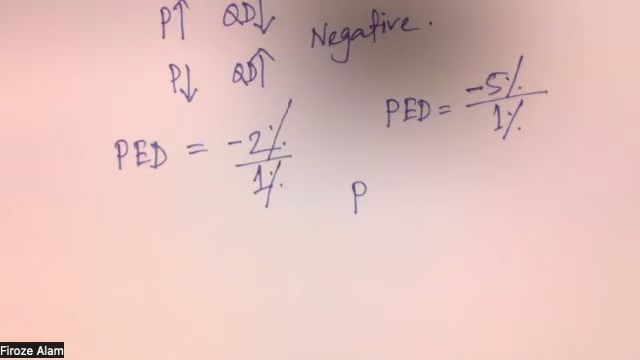 P↑ QD↓
Negative.
P↓ QD↑
PED = -2% / 1%
PED = -5% / 1%
P
Firoze Alam